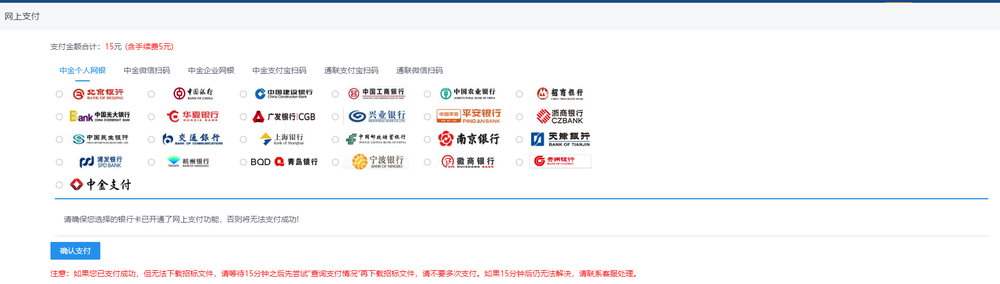 网上支付
支付金额合计：15元 (含手续费5元)
中金个人网银 中金微信扫码 中金企业网银 中金支付宝扫码 通联支付宝扫码 通联微信扫码
北京银行 BANK OF BEIJING 中国银行 BANK OF CHINA 中国建设银行 China Construction Bank 中国工商银行 INDUSTRIAL AND COMMERCIAL BANK OF CHINA 中国农业银行 AGRICULTURAL BANK OF CHINA 招商银行 CHINA MERCHANTS BANK
Bank 中国光大银行 CHINA EVERBRIGHT BANK 华夏银行 HUAXIA BANK 广发银行|CGB 兴业银行 INDUSTRIAL BANK CO.,LTD 中国平安 平安银行 PING AN BANK 浙商银行 CZBANK
中国民生银行 CHINA MINSHENG BANKING CORP., LTD 交通银行 BANK OF COMMUNICATIONS 上海银行 Bank of Shanghai 中国邮政储蓄银行 POSTAL SAVINGS BANK OF CHINA 南京银行 天津银行 BANK OF TIANJIN
浦发银行 SPD BANK 杭州银行 BANK OF HANGZHOU BQD 青岛银行 宁波银行 BANK OF NINGBO 徽商银行 HUISHANG BANK 贵州银行 BANK OF GUIZHOU
中金支付
请确保您选择的银行卡已开通了网上支付功能，否则将无法支付成功!
确认支付
注意：如果您已支付成功，但无法下载招标文件，请等待15分钟之后先尝试"查询支付情况"再下载招标文件，请不要多次支付。如果15分钟后仍无法解决，请联系客服处理。